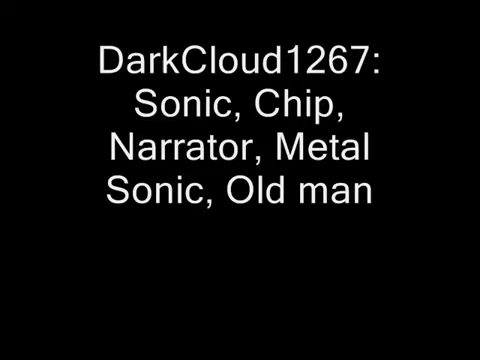 DarkCloud1267:
Sonic, Chip,
Narrator, Metal
Sonic, Old man